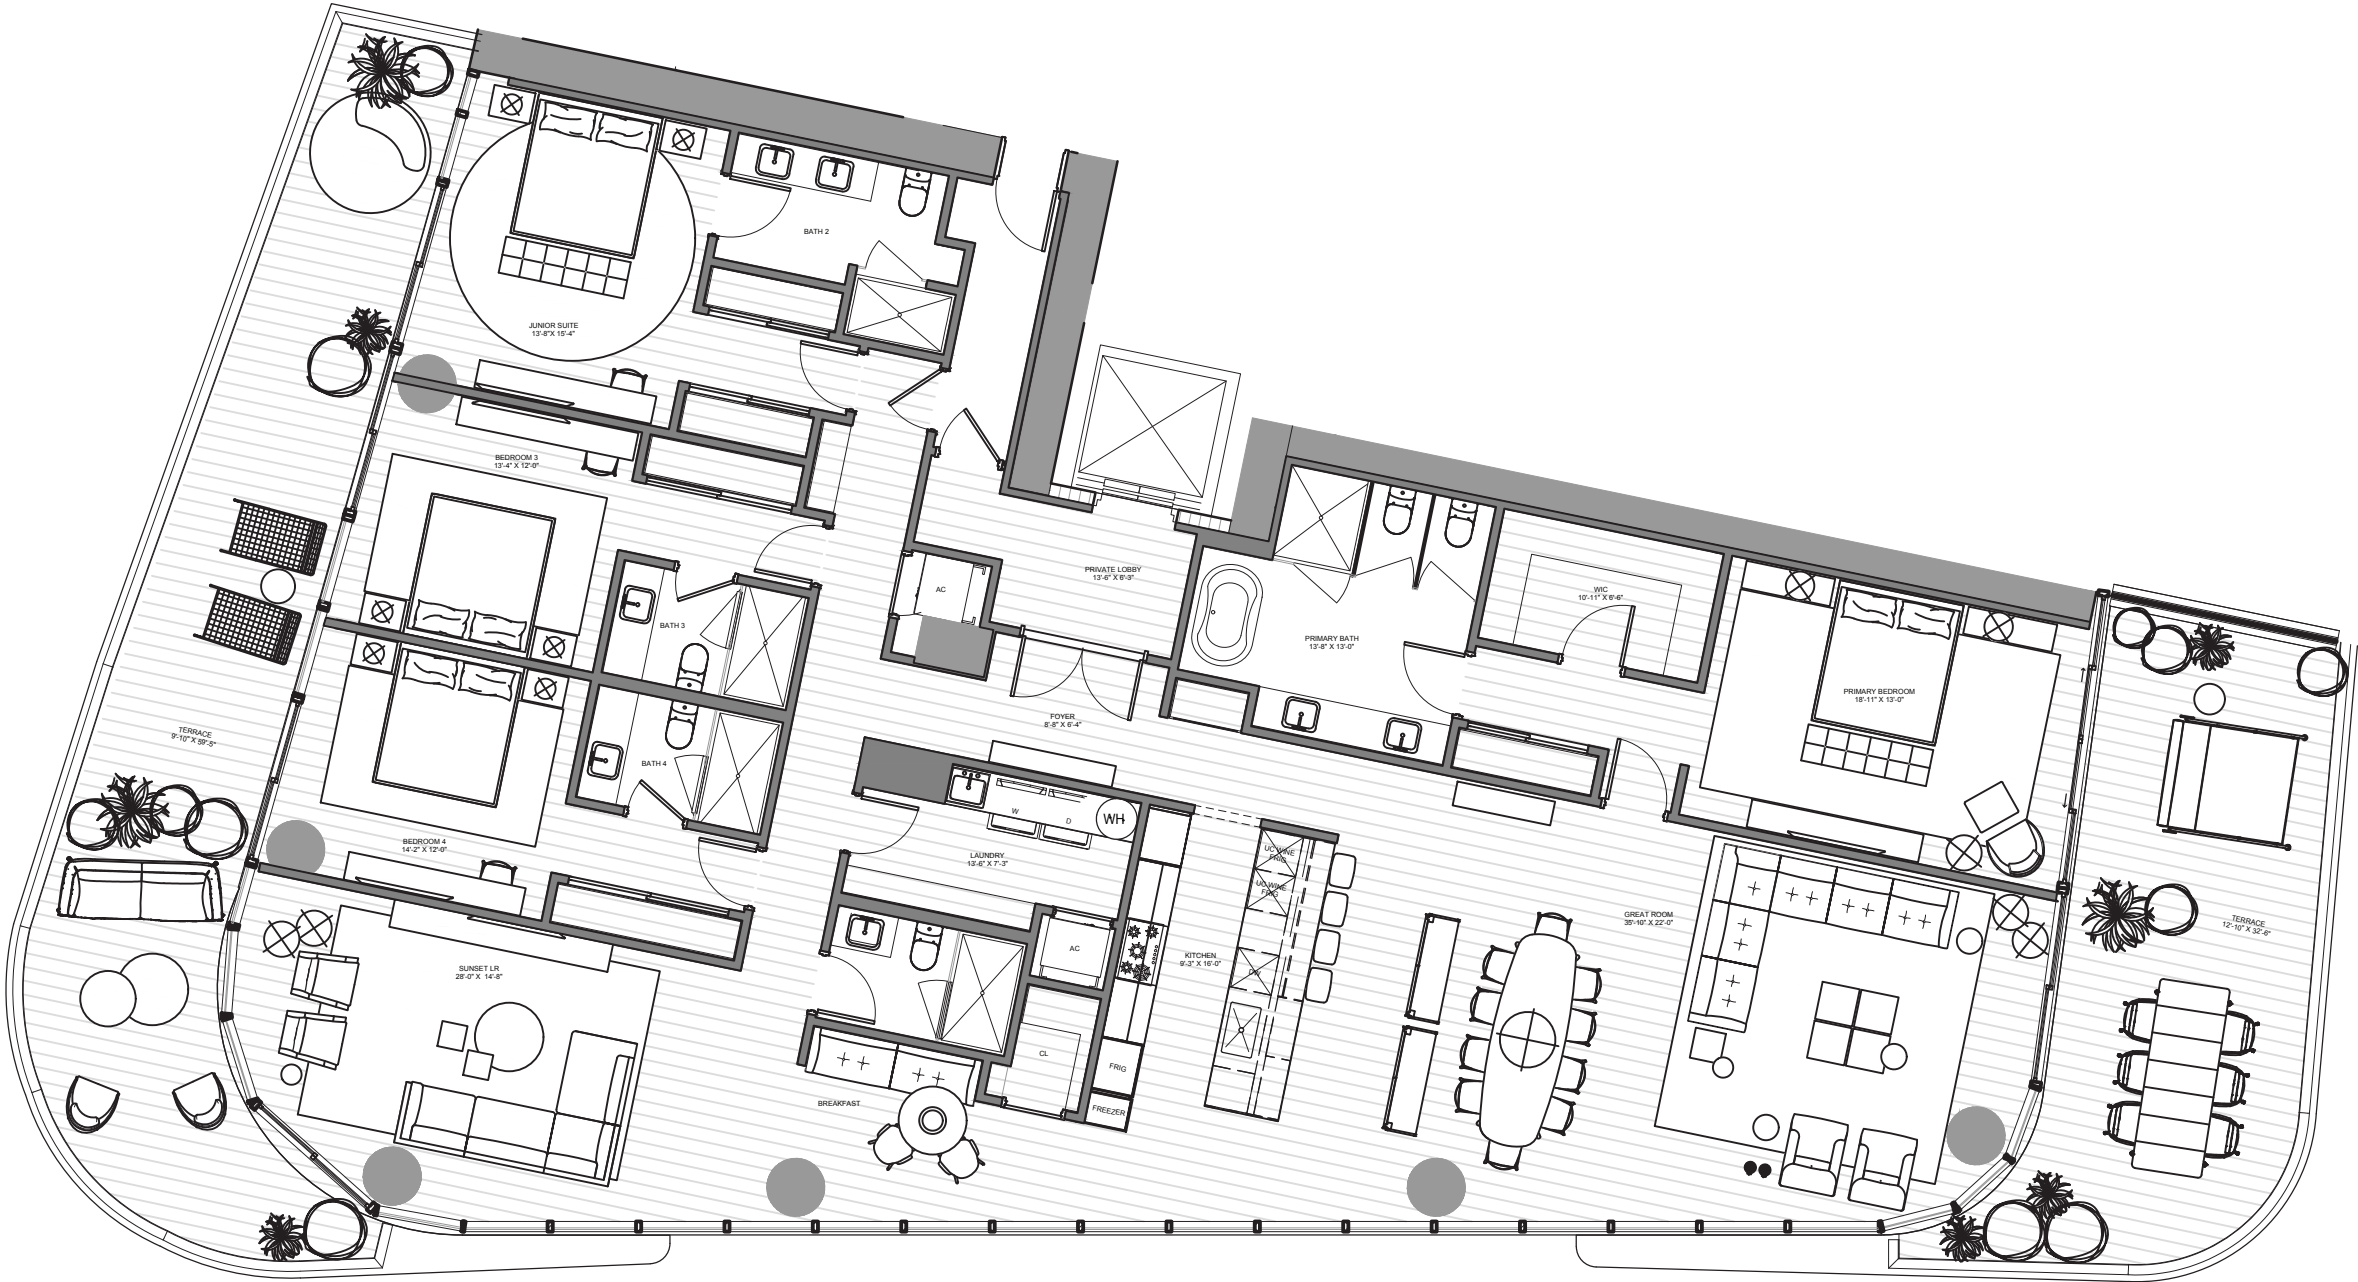 BATH 2
JUNIOR SUITE
13'-8"X 15'-4"
BEDROOM 3
13'-4" X 12'-0"
PRIVATE LOBBY
13'-6" X 6'-3"
AC
WIC
10'-11" X 6'-6"
BATH 3
PRIMARY BATH
13'-8" X 13'-0"
PRIMARY BEDROOM
18'-11" X 13'-0"
FOYER
8'-8" X 6'-4"
TERRACE
9'-10" X 59'-5"
BATH 4
W
D
WH
BEDROOM 4
14'-2" X 12'-0"
LAUNDRY
13'-6" X 7'-3"
UC WINE
FRIG
UC WINE
FRIG
GREAT ROOM
35'-10" X 22'-0"
TERRACE
12'-10" X 32'-6"
AC
KITCHEN
9'-3" X 16'-0"
SUNSET LR
28'-0" X 14'-8"
DW
CL
FRIG
BREAKFAST
FREEZER